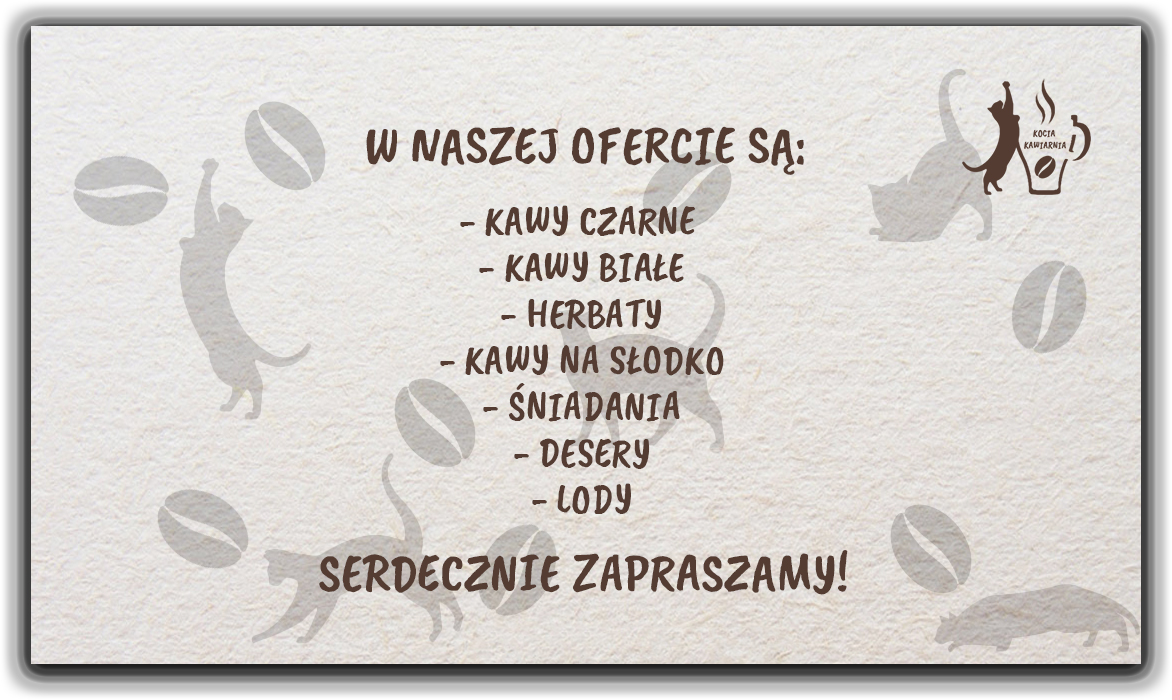 W NASZEJ OFERCIE SĄ:
KOCIA
KAWIARNIA
- KAWY CZARNE
- KAWY BIAŁE
- HERBATY
- KAWY NA SŁODKO
- ŚNIADANIA
- DESERY
- LODY
SERDECZNIE ZAPRASZAMY!